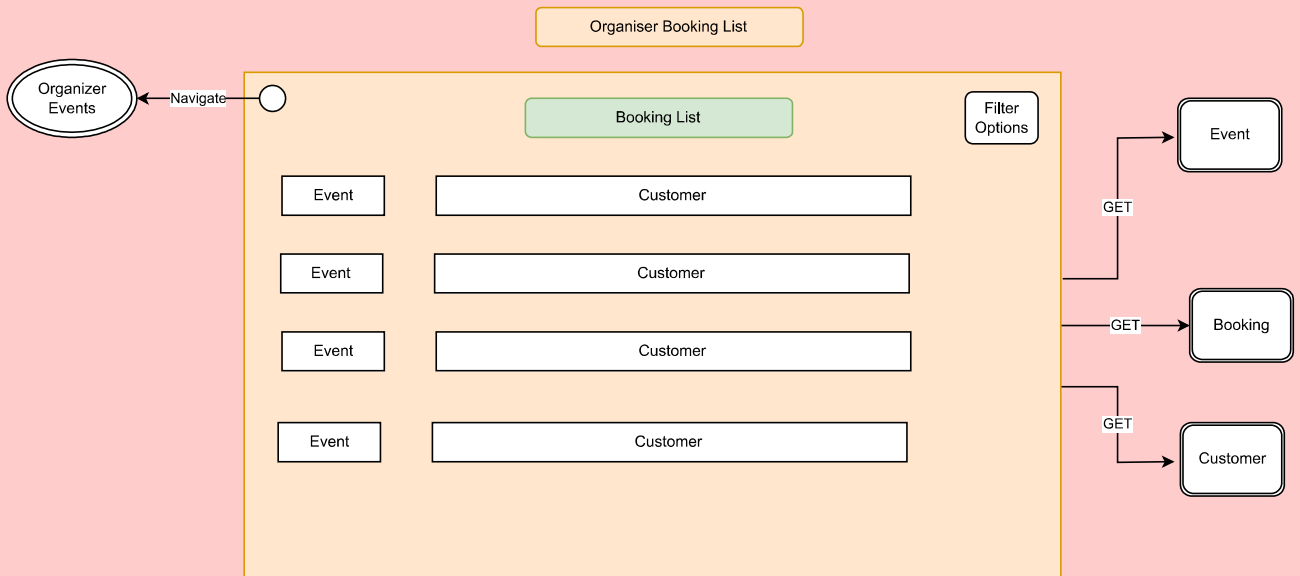 Organiser Booking List
Organizer
Events
Navigate
Booking List
Filter
Options
Event
Customer
Event
Customer
Event
Customer
Event
Customer
GET
Event
GET
Booking
GET
Customer